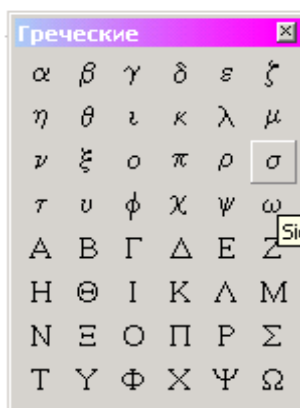 Греческие
α β γ δ ε ζ
η θ ι κ λ μ
ν ξ ο π ρ σ
τ υ φ χ ψ ω
Α Β Γ Δ Ε Ζ
Η Θ Ι Κ Λ Μ
Ν Ξ Ο Π Ρ Σ
Τ Υ Φ Χ Ψ Ω